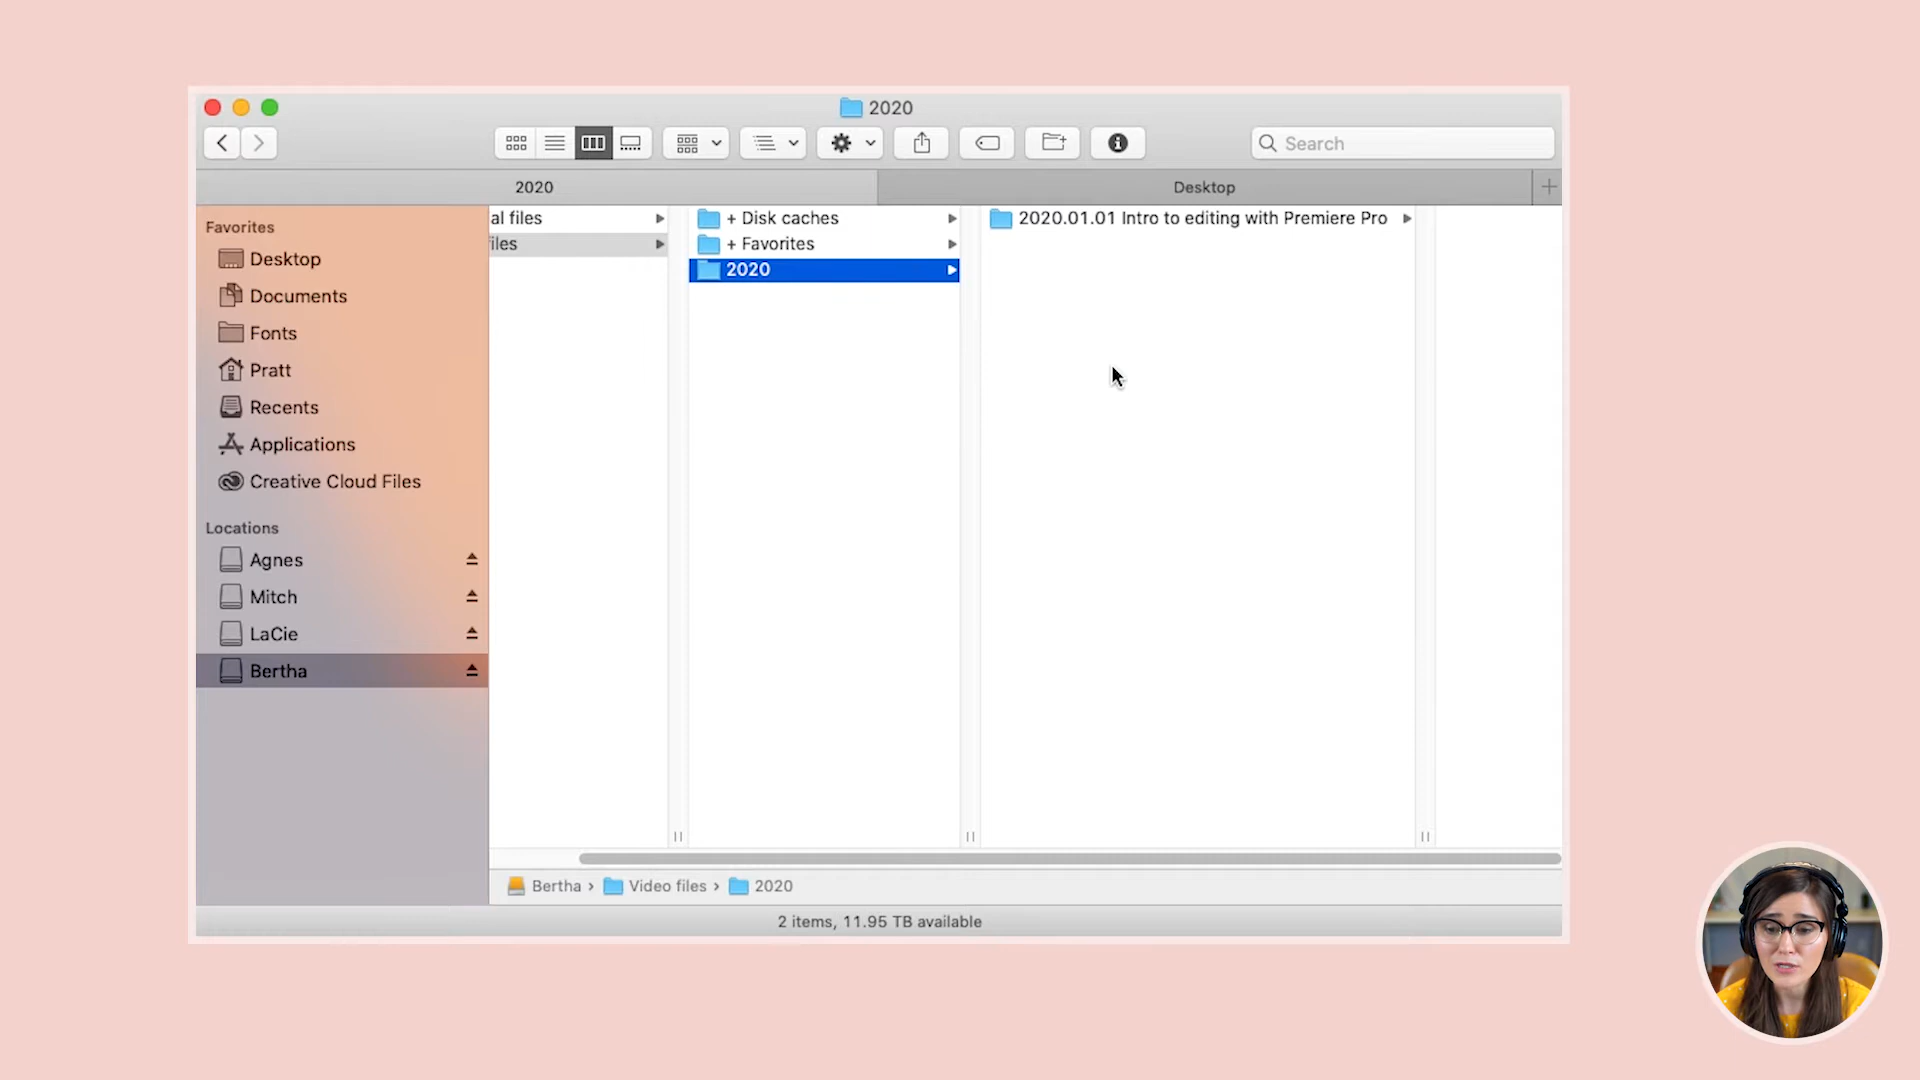 2020
Search
2020
Desktop
Favorites
Desktop
Documents
Fonts
Pratt
Recents
Applications
Creative Cloud Files
Locations
Agnes
Mitch
LaCie
Bertha
al files
iles
+ Disk caches
+ Favorites
2020
2020.01.01 Intro to editing with Premiere Pro
Bertha › Video files › 2020
2 items, 11.95 TB available